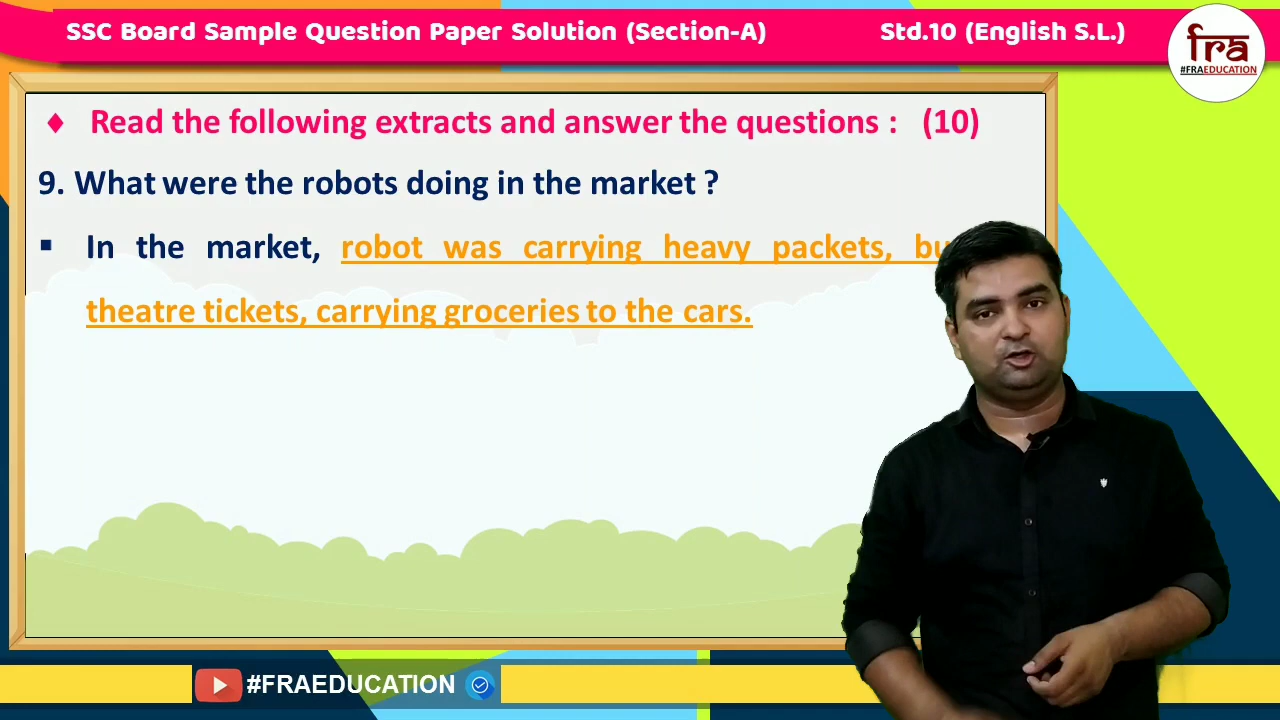 SSC Board Sample Question Paper Solution (Section-A) Std.10 (English S.L.)
fra
#FRAEDUCATION
♦ Read the following extracts and answer the questions : (10)
9. What were the robots doing in the market ?
▪ In the market, robot was carrying heavy packets,
theatre tickets, carrying groceries to the cars.
#FRAEDUCATION